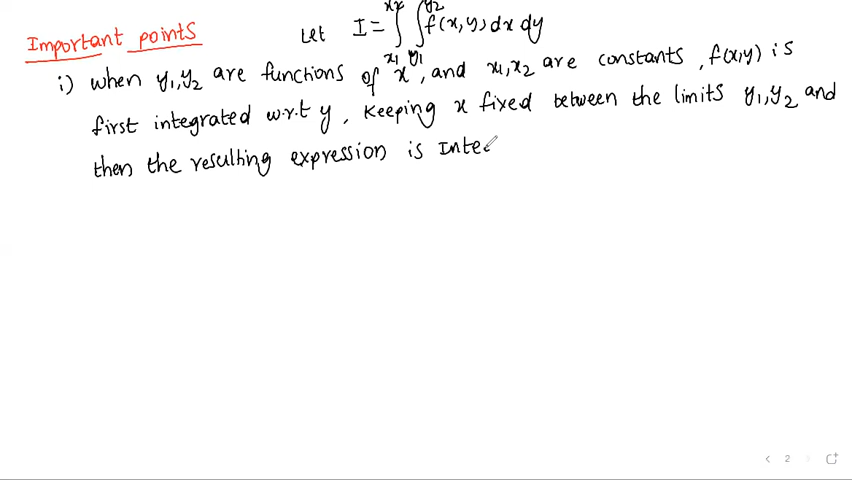 Important points
Let I = ∫_{x1}^{x2} ∫_{y1}^{y2} f(x,y) dx dy
i) when y1,y2 are functions of x, and x1,x2 are constants, f(x,y) is
first integrated w.r.t y, keeping x fixed between the limits y1,y2 and
then the resulting expression is Inte
2